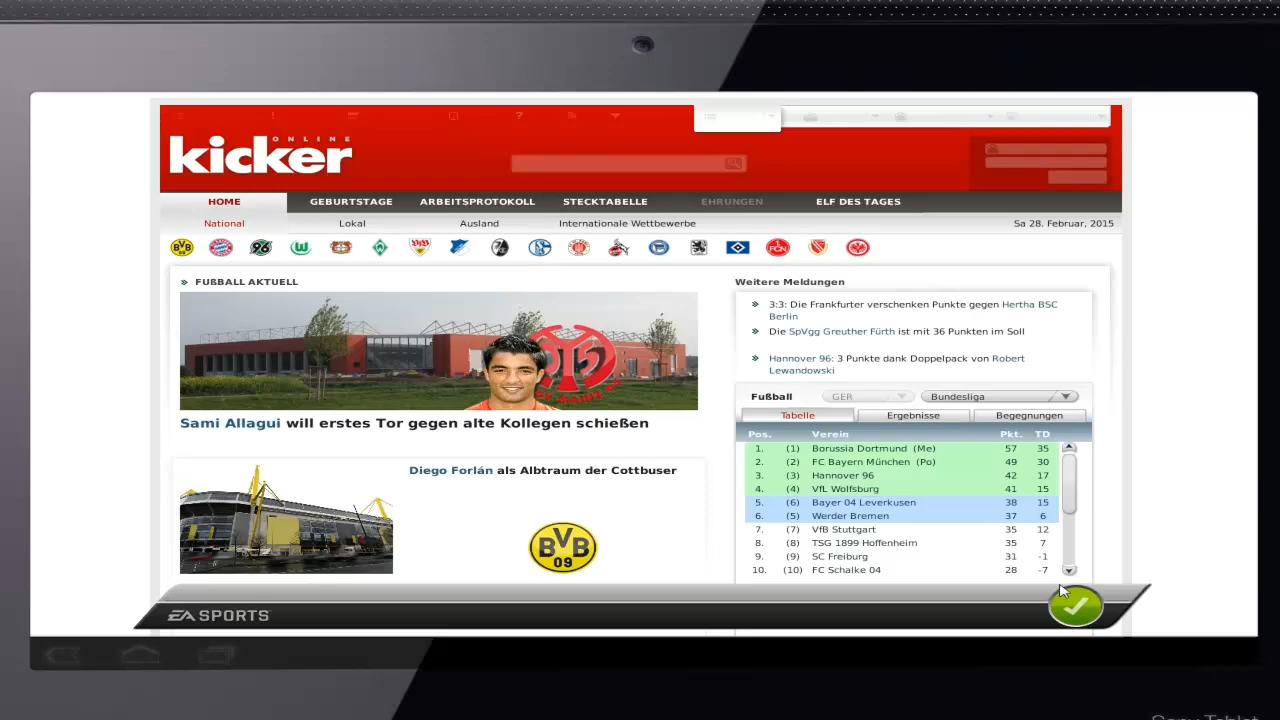 ONLINE
kicker
HOME GEBURTSTAGE ARBEITSPROTOKOLL STECKTABELLE EHRUNGEN ELF DES TAGES
National Lokal Ausland Internationale Wettbewerbe Sa 28. Februar, 2015
» FUßBALL AKTUELL
Sami Allagui will erstes Tor gegen alte Kollegen schießen
Diego Forlán als Albtraum der Cottbuser
BVB
09
Weitere Meldungen
» 3:3: Die Frankfurter verschenken Punkte gegen Hertha BSC
Berlin
» Die SpVgg Greuther Fürth ist mit 36 Punkten im Soll
» Hannover 96: 3 Punkte dank Doppelpack von Robert
Lewandowski
Fußball GER Bundesliga
Tabelle Ergebnisse Begegnungen
Pos. Verein Pkt. TD
1. (1) Borussia Dortmund (Me) 57 35
2. (2) FC Bayern München (Po) 49 30
3. (3) Hannover 96 42 17
4. (4) VfL Wolfsburg 41 15
5. (6) Bayer 04 Leverkusen 38 15
6. (5) Werder Bremen 37 6
7. (7) VfB Stuttgart 35 12
8. (8) TSG 1899 Hoffenheim 35 7
9. (9) SC Freiburg 31 -1
10. (10) FC Schalke 04 28 -7
EA SPORTS
Sony Tablet